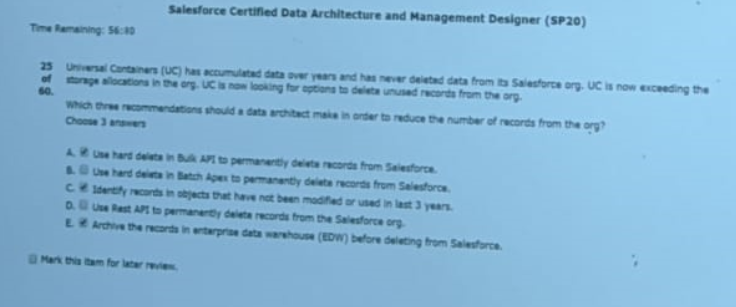 Salesforce Certified Data Architecture and Management Designer (SP20)
Time Remaining: 56:10
25 Universal Containers (UC) has accumulated data over years and has never deleted data from its Salesforce org. UC is now exceeding the
of storage allocations in the org. UC is now looking for options to delete unused records from the org.
60.
Which three recommendations should a data architect make in order to reduce the number of records from the org?
Choose 3 answers
A. Use hard delete in Bulk API to permanently delete records from Salesforce.
B. Use hard delete in Batch Apex to permanently delete records from Salesforce.
C. Identify records in objects that have not been modified or used in last 3 years.
D. Use Rest API to permanently delete records from the Salesforce org.
E. Archive the records in enterprise data warehouse (EDW) before deleting from Salesforce.
Mark this item for later review.